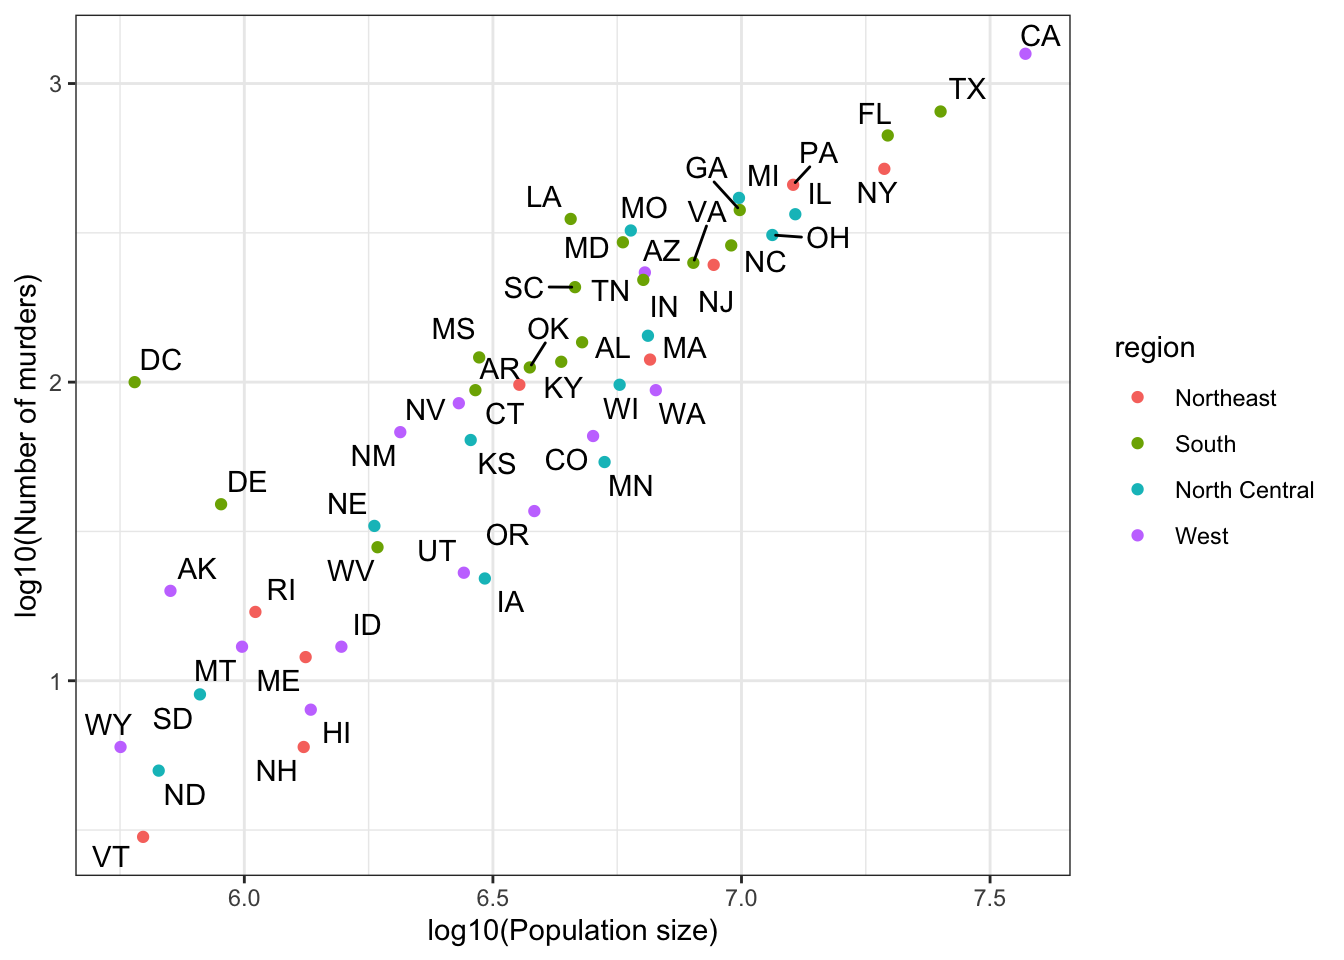 CA
3
TX
FL
PA
GA
MI
IL
NY
LA
MO
VA
OH
MD
AZ
NC
SC
TN
IN
NJ
MS
OK
AL
MA
DC
AR
2
KY
NV
CT
WI
WA
NM
KS
CO
MN
DE
NE
OR
UT
WV
AK
RI
IA
ID
MT
ME
1
SD
WY
HI
NH
ND
VT
6.0
6.5
7.0
7.5
log10(Population size)
log10(Number of murders)
region
Northeast
South
North Central
West